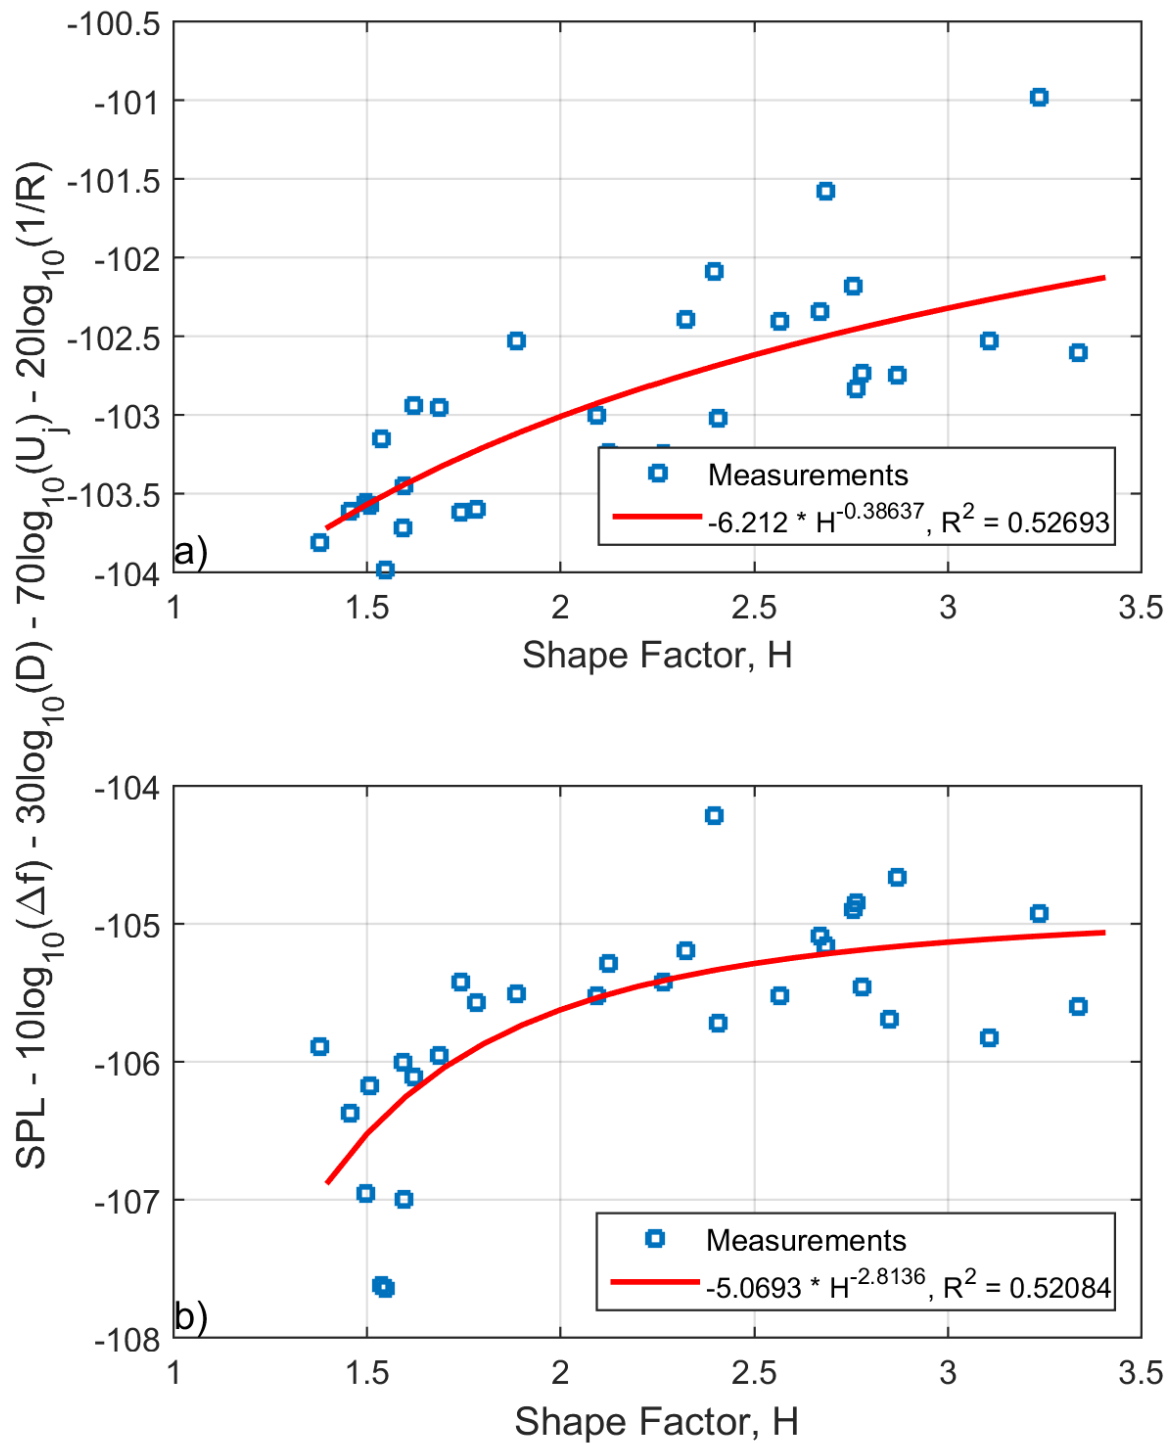 SPL - 10log10(Δf) - 30log10(D) - 70log10(Uj) - 20log10(1/R)
-100.5
-101
-101.5
-102
-102.5
-103
-103.5
-104
a)
Measurements
-6.212 * H-0.38637, R2 = 0.52693
1 1.5 2 2.5 3 3.5
Shape Factor, H
-104
-105
-106
-107
-108
b)
Measurements
-5.0693 * H-2.8136, R2 = 0.52084
1 1.5 2 2.5 3 3.5
Shape Factor, H